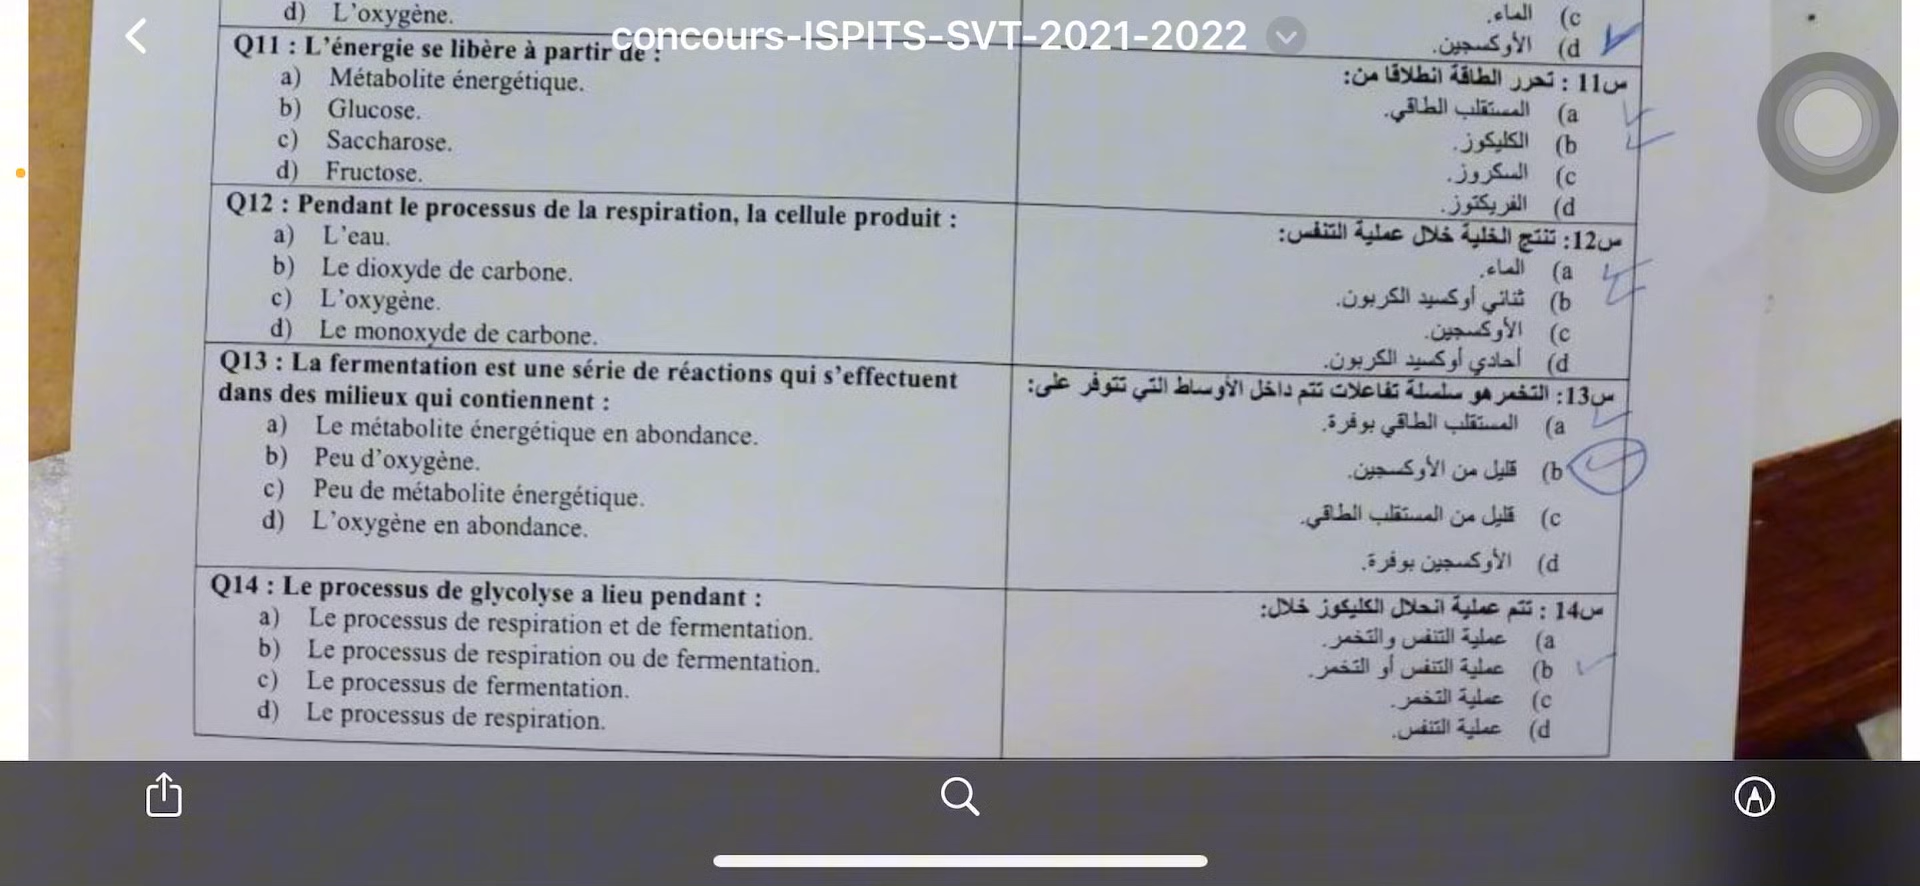 d) L'oxygène.
concours-ISPITS-SVT-2021-2022
Q11 : L'énergie se libère à partir de :
a) Métabolite énergétique.
b) Glucose.
c) Saccharose.
d) Fructose.
Q12 : Pendant le processus de la respiration, la cellule produit :
a) L'eau.
b) Le dioxyde de carbone.
c) L'oxygène.
d) Le monoxyde de carbone.
Q13 : La fermentation est une série de réactions qui s'effectuent
dans des milieux qui contiennent :
a) Le métabolite énergétique en abondance.
b) Peu d'oxygène.
c) Peu de métabolite énergétique.
d) L'oxygène en abondance.
Q14 : Le processus de glycolyse a lieu pendant :
a) Le processus de respiration et de fermentation.
b) Le processus de respiration ou de fermentation.
c) Le processus de fermentation.
d) Le processus de respiration.
c) الماء.
d) الأوكسجين.
س11 : تحرر الطاقة انطلاقا من:
a) المستقلب الطاقي.
b) الكليكوز.
c) السكروز.
d) الفريكتوز.
س12: تنتج الخلية خلال عملية التنفس:
a) الماء.
b) ثنائي أوكسيد الكربون.
c) الأوكسجين.
d) أحادي أوكسيد الكربون.
س13: التخمر هو سلسلة تفاعلات تتم داخل الأوساط التي تتوفر على:
a) المستقلب الطاقي بوفرة.
b) قليل من الأوكسجين.
c) قليل من المستقلب الطاقي.
d) الأوكسجين بوفرة.
س14 : تتم عملية انحلال الكليكوز خلال:
a) عملية التنفس والتخمر.
b) عملية التنفس أو التخمر.
c) عملية التخمر.
d) عملية التنفس.